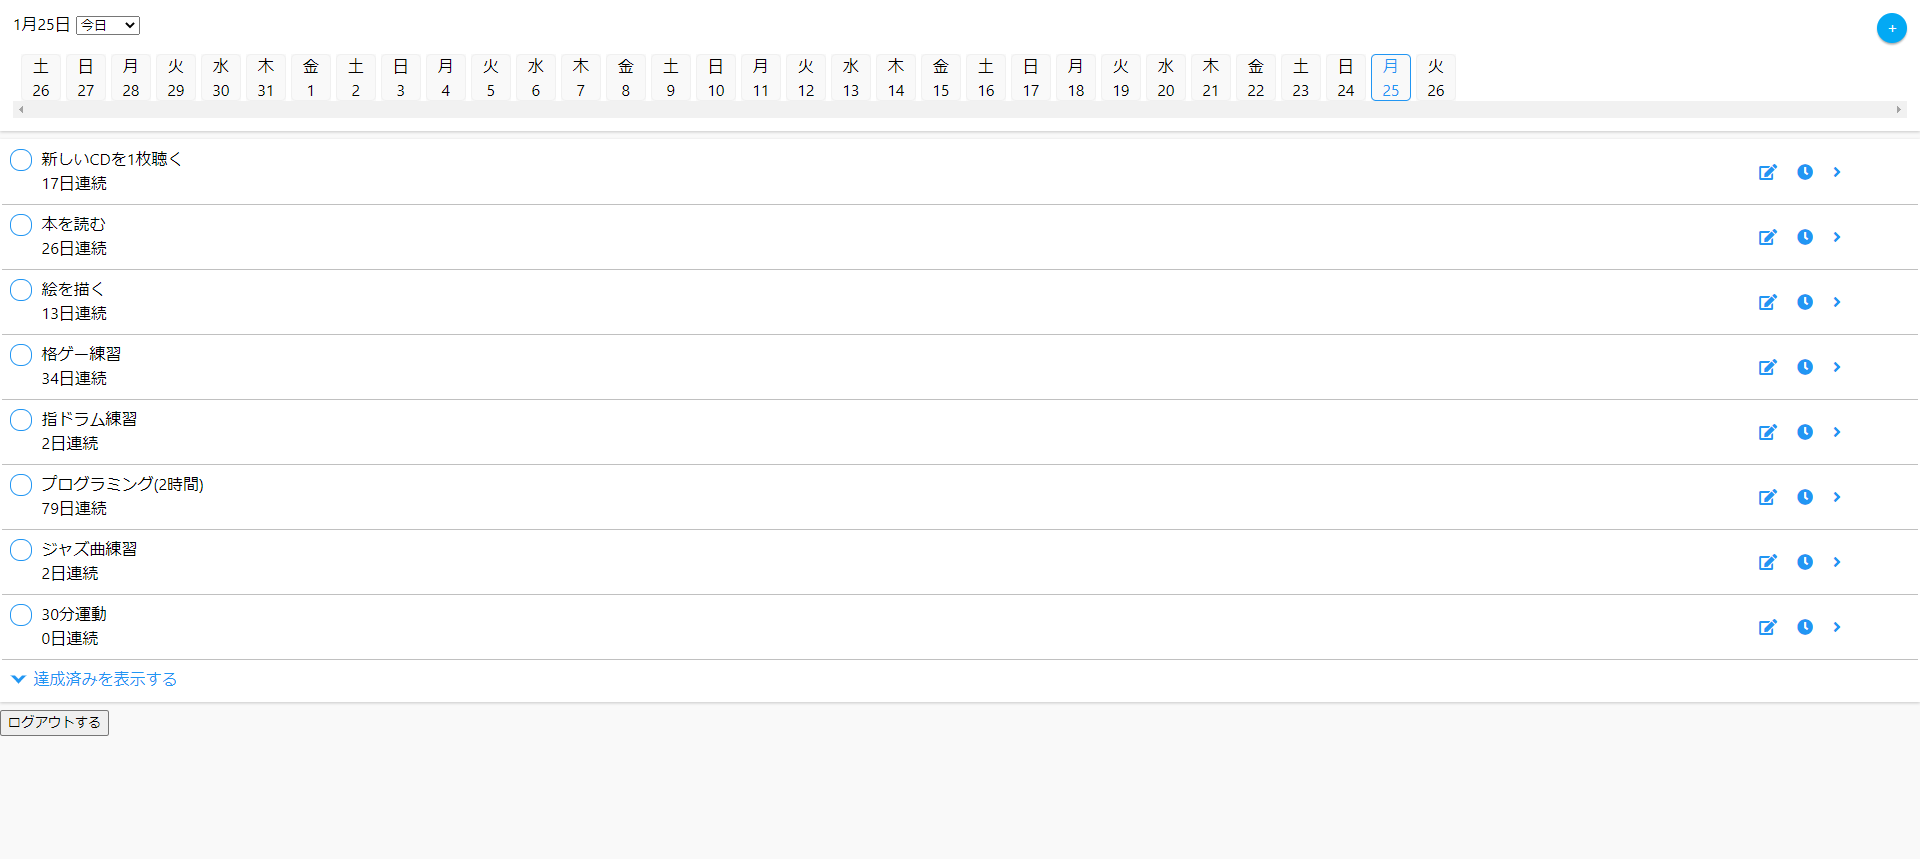 1月25日 今日
+
土 日 月 火 水 木 金 土 日 月 火 水 木 金 土 日 月 火 水 木 金 土 日 月 火 水 木 金 土 日 月 火
26 27 28 29 30 31 1 2 3 4 5 6 7 8 9 10 11 12 13 14 15 16 17 18 19 20 21 22 23 24 25 26
新しいCDを1枚聴く
17日連続
本を読む
26日連続
絵を描く
13日連続
格ゲー練習
34日連続
指ドラム練習
2日連続
プログラミング(2時間)
79日連続
ジャズ曲練習
2日連続
30分運動
0日連続
達成済みを表示する
ログアウトする